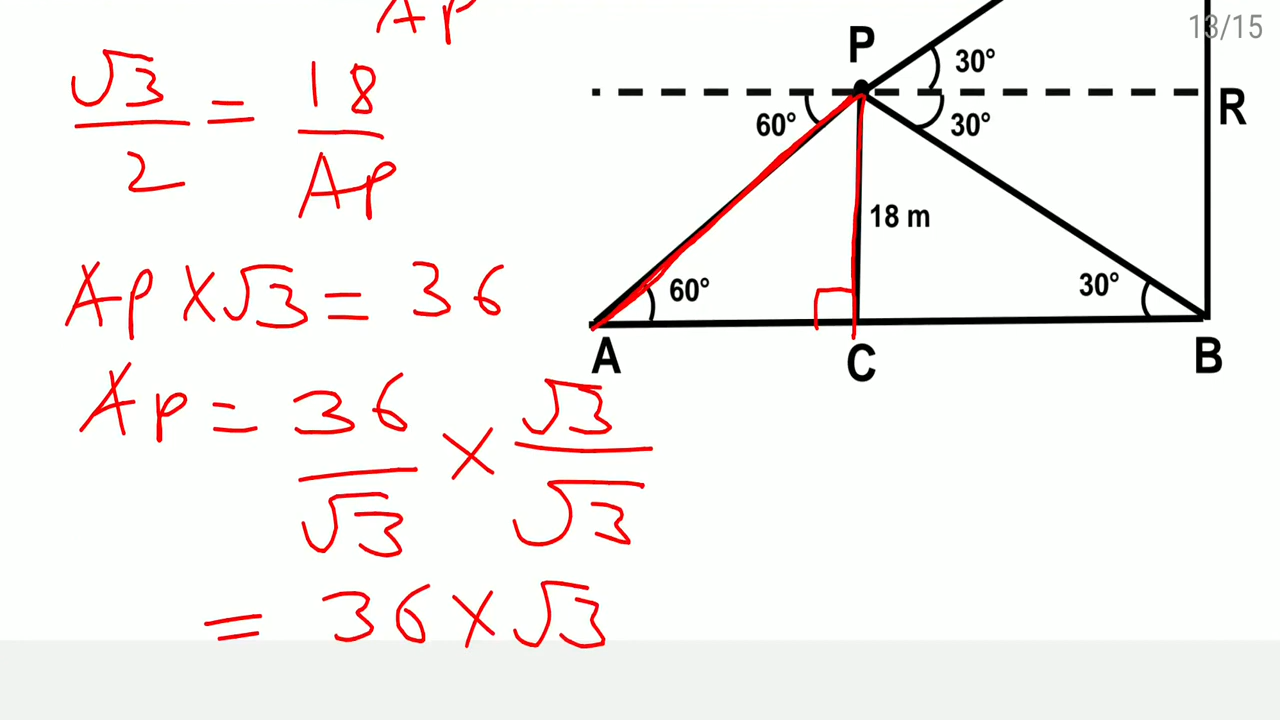 AP
√3/2 = 18/AP
AP × √3 = 36
AP = 36/√3 × √3/√3
= 36 × √3
13/15
P
30°
60°
30°
R
18 m
60°
30°
A
C
B